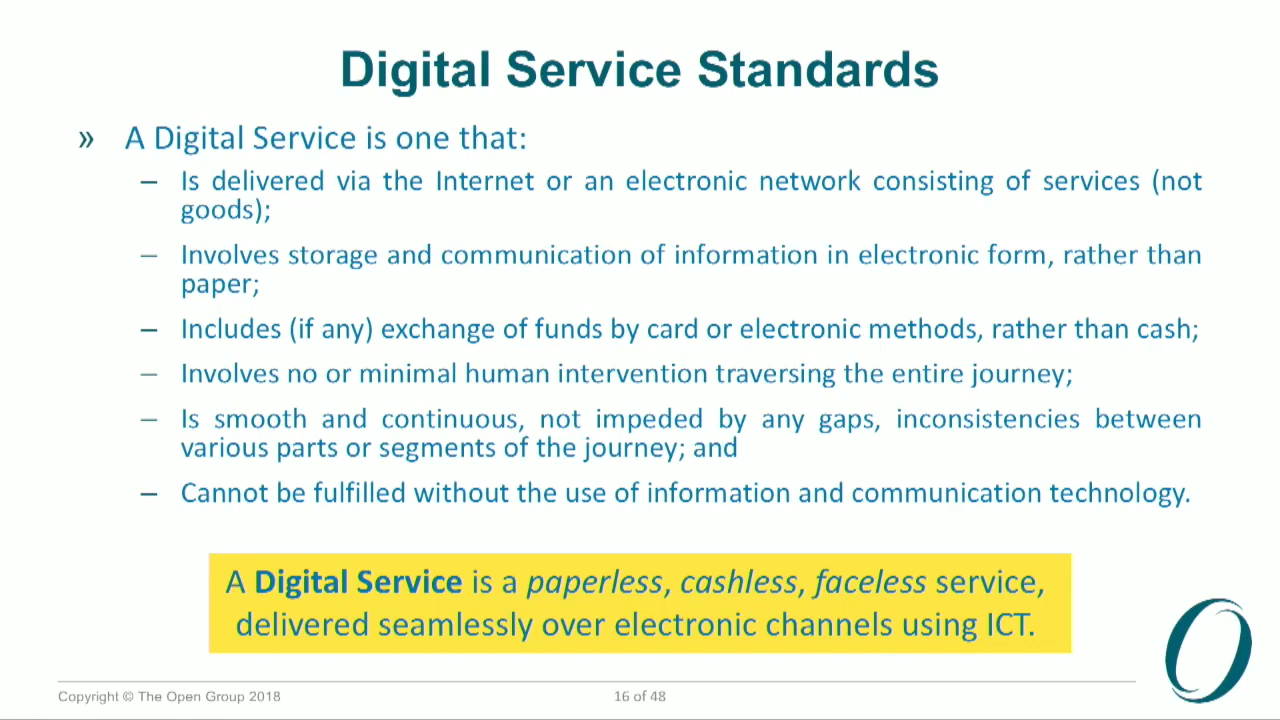 Digital Service Standards
» A Digital Service is one that:
– Is delivered via the Internet or an electronic network consisting of services (not
goods);
– Involves storage and communication of information in electronic form, rather than
paper;
– Includes (if any) exchange of funds by card or electronic methods, rather than cash;
– Involves no or minimal human intervention traversing the entire journey;
– Is smooth and continuous, not impeded by any gaps, inconsistencies between
various parts or segments of the journey; and
– Cannot be fulfilled without the use of information and communication technology.
A Digital Service is a paperless, cashless, faceless service,
delivered seamlessly over electronic channels using ICT.
Copyright © The Open Group 2018
16 of 48